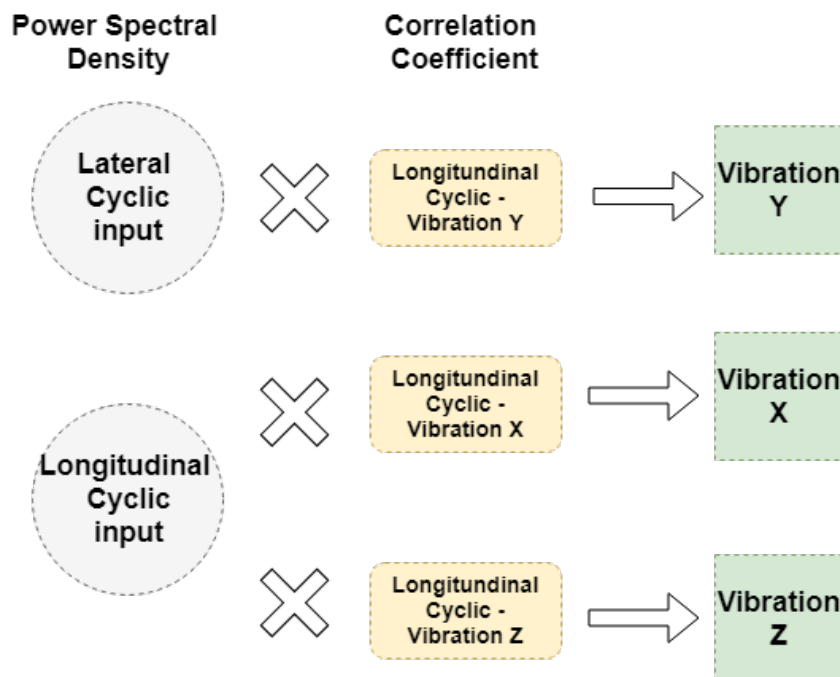 Power Spectral
Density
Correlation
Coefficient
Lateral
Cyclic
input
Longitundinal
Cyclic -
Vibration Y
Vibration
Y
Longitudinal
Cyclic
input
Longitundinal
Cyclic -
Vibration X
Vibration
X
Longitundinal
Cyclic -
Vibration Z
Vibration
Z